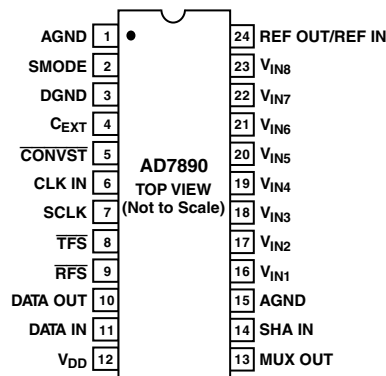 AGND 1
SMODE 2
DGND 3
CEXT 4
CONVST 5
CLK IN 6
SCLK 7
TFS 8
RFS 9
DATA OUT 10
DATA IN 11
VDD 12
AD7890
TOP VIEW
(Not to Scale)
24 REF OUT/REF IN
23 VIN8
22 VIN7
21 VIN6
20 VIN5
19 VIN4
18 VIN3
17 VIN2
16 VIN1
15 AGND
14 SHA IN
13 MUX OUT